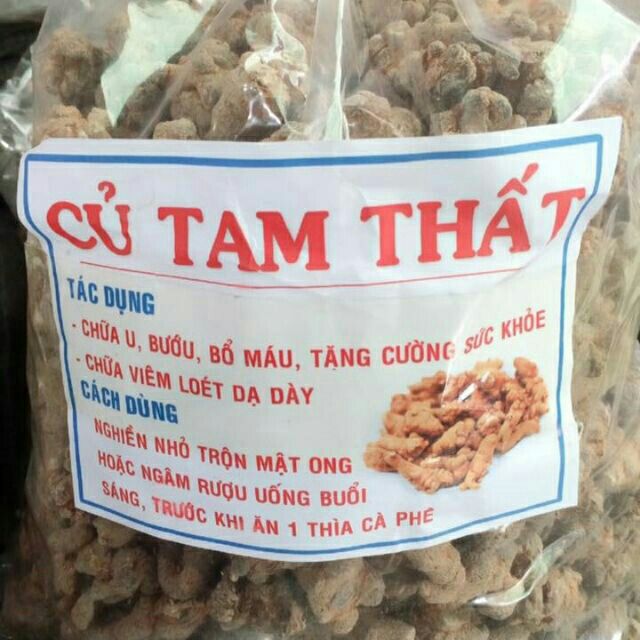 CỦ TAM THẤT
TÁC DỤNG
- CHỮA U, BƯỚU, BỔ MÁU, TĂNG CƯỜNG SỨC KHỎE
- CHỮA VIÊM LOÉT DẠ DÀY
CÁCH DÙNG
NGHIỀN NHỎ TRỘN MẬT ONG
HOẶC NGÂM RƯỢU UỐNG BUỔI
SÁNG, TRƯỚC KHI ĂN 1 THÌA CÀ PHÊ